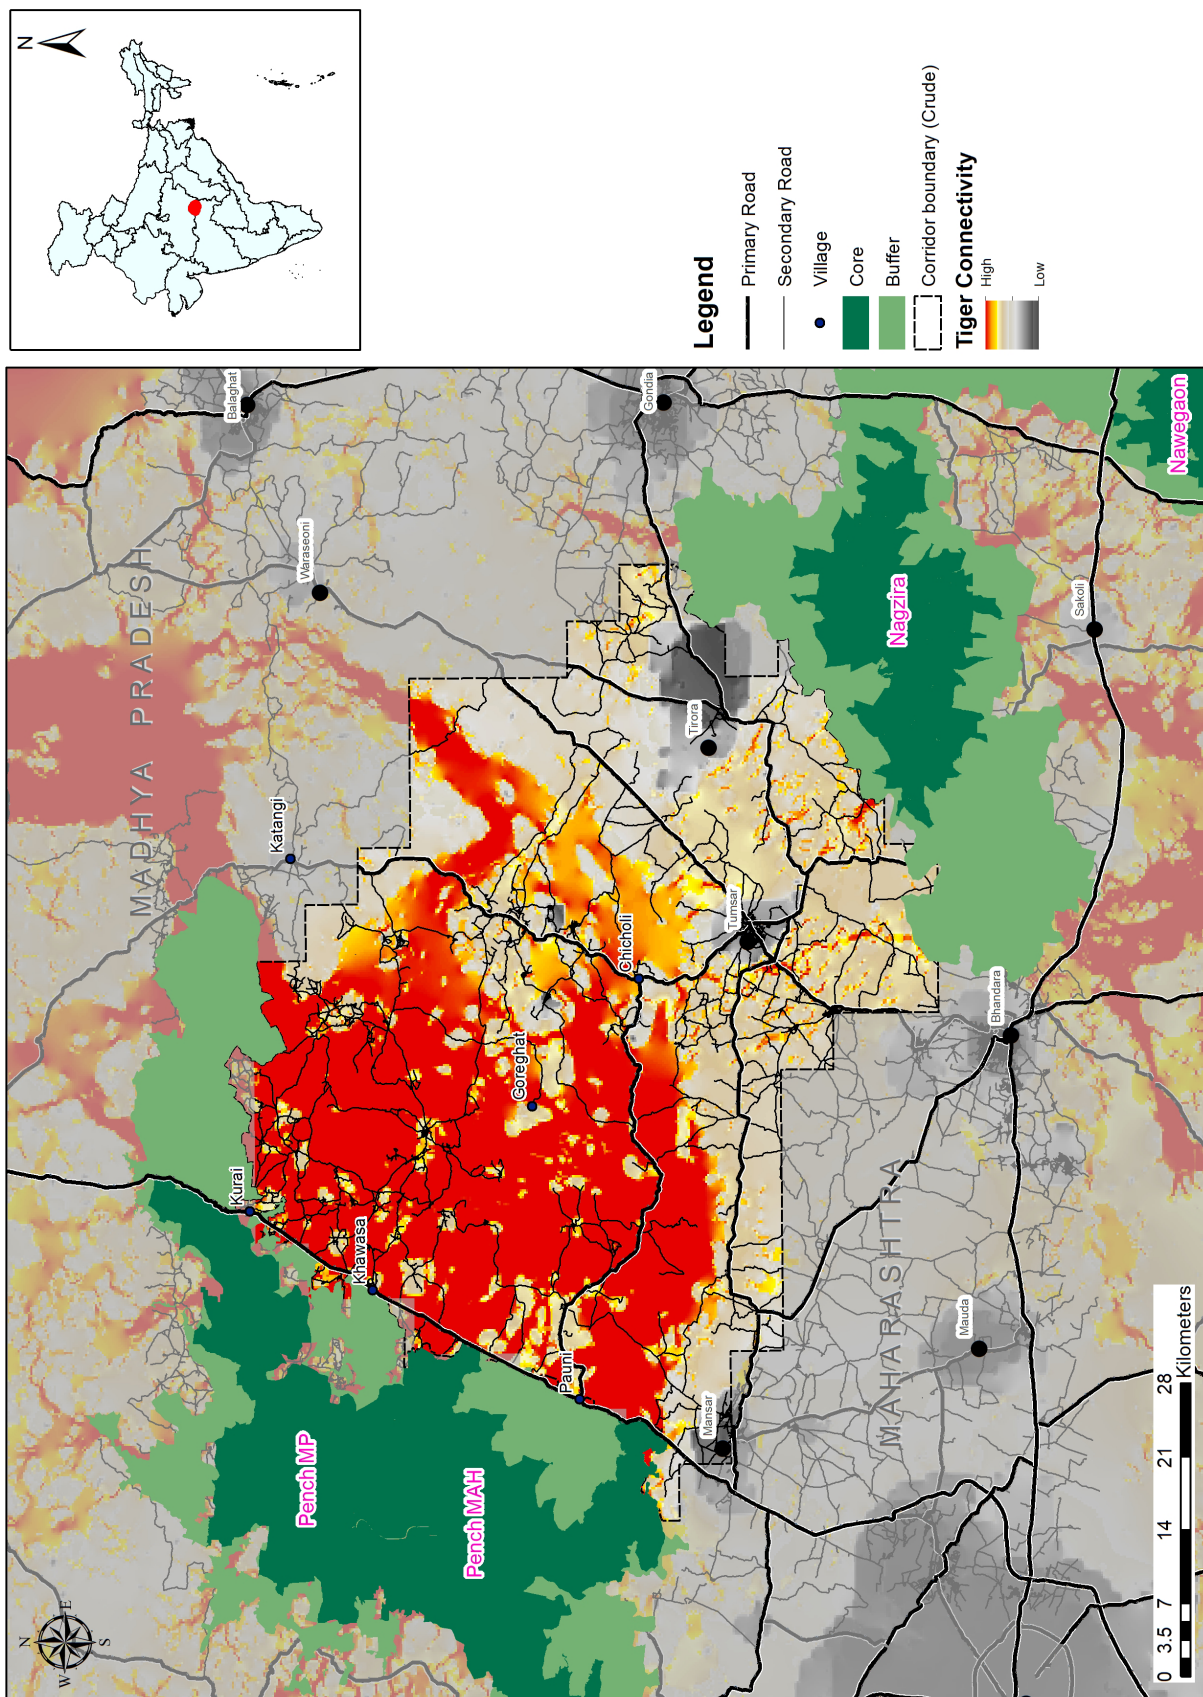 N
Legend
Primary Road
Secondary Road
Village
Core
Buffer
Corridor boundary (Crude)
Tiger Connectivity
High
Low
N
W
E
S
MADHYA PRADESH
MAHARASHTRA
Balaghat
Waraseoni
Katangi
Kurai
Khawasa
Pench MP
Pench MAH
Pauni
Goreghat
Chicholi
Gondia
Tirora
Tumsar
Mansar
Nagzira
Nawegaon
Sakoli
Bhandara
Mauda
0 3.5 7 14 21 28
Kilometers